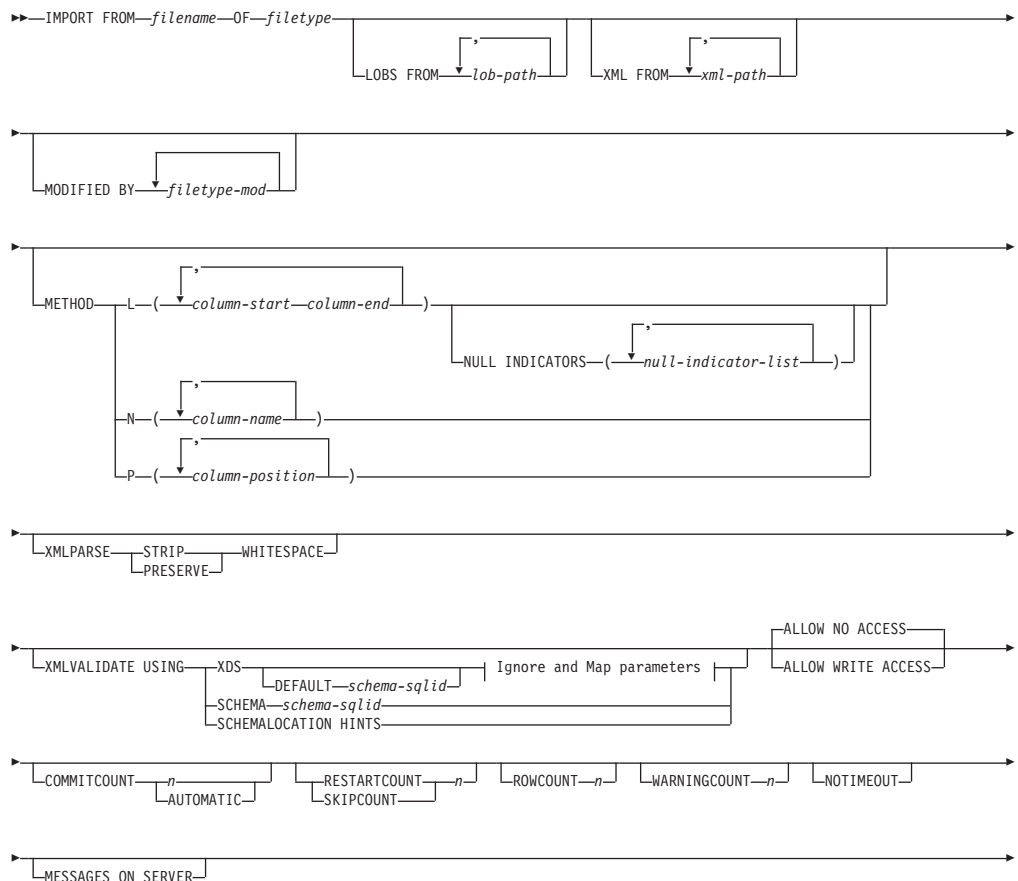 IMPORT FROM filename OF filetype
, ,
LOBS FROM lob-path XML FROM xml-path
MODIFIED BY filetype-mod
,
METHOD L ( column-start column-end )
,
NULL INDICATORS ( null-indicator-list )
,
N ( column-name )
,
P ( column-position )
XMLPARSE STRIP WHITESPACE
PRESERVE
ALLOW NO ACCESS
XMLVALIDATE USING XDS Ignore and Map parameters ALLOW WRITE ACCESS
DEFAULT schema-sqlid
SCHEMA schema-sqlid
SCHEMALOCATION HINTS
COMMITCOUNT n RESTARTCOUNT n ROWCOUNT n WARNINGCOUNT n NOTIMEOUT
AUTOMATIC SKIPCOUNT
MESSAGES ON SERVER